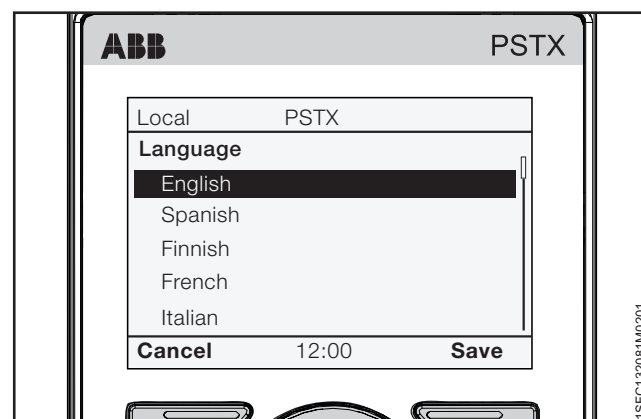 ABB PSTX
Local PSTX
Language
English
Spanish
Finnish
French
Italian
Cancel 12:00 Save
1SFC132081M0201